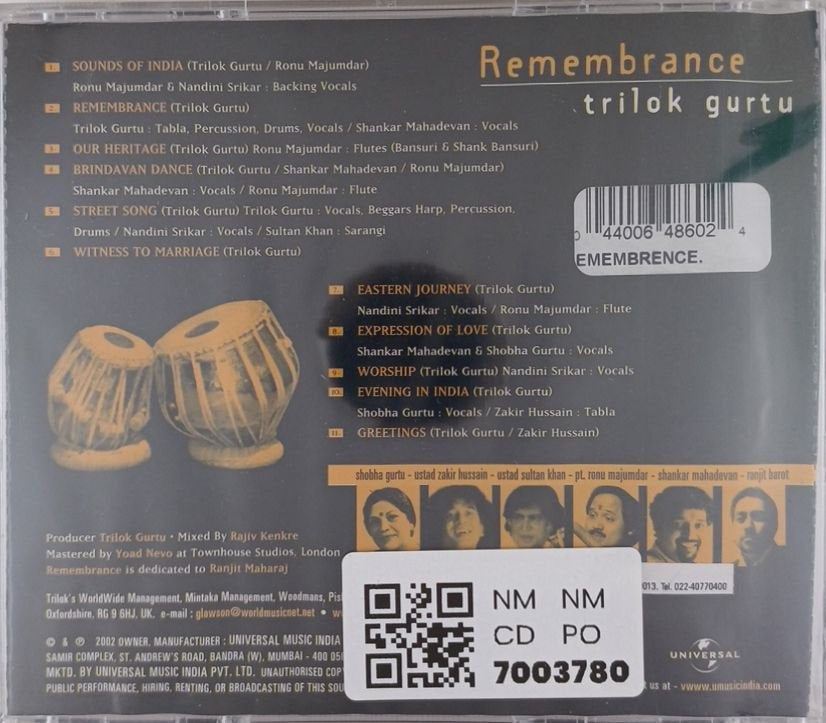 Remembrance
trilok gurtu
1. SOUNDS OF INDIA (Trilok Gurtu / Ronu Majumdar)
Ronu Majumdar & Nandini Srikar : Backing Vocals
2. REMEMBRANCE (Trilok Gurtu)
Trilok Gurtu : Tabla, Percussion, Drums, Vocals / Shankar Mahadevan : Vocals
3. OUR HERITAGE (Trilok Gurtu) Ronu Majumdar : Flutes (Bansuri & Shank Bansuri)
4. BRINDAVAN DANCE (Trilok Gurtu / Shankar Mahadevan / Ronu Majumdar)
Shankar Mahadevan : Vocals / Ronu Majumdar : Flute
5. STREET SONG (Trilok Gurtu) Trilok Gurtu : Vocals, Beggars Harp, Percussion,
Drums / Nandini Srikar : Vocals / Sultan Khan : Sarangi
6. WITNESS TO MARRIAGE (Trilok Gurtu)
0 44006 48602 4
EMEMBRENCE.
7. EASTERN JOURNEY (Trilok Gurtu)
Nandini Srikar : Vocals / Ronu Majumdar : Flute
8. EXPRESSION OF LOVE (Trilok Gurtu)
Shankar Mahadevan & Shobha Gurtu : Vocals
9. WORSHIP (Trilok Gurtu) Nandini Srikar : Vocals
10. EVENING IN INDIA (Trilok Gurtu)
Shobha Gurtu : Vocals / Zakir Hussain : Tabla
11. GREETINGS (Trilok Gurtu / Zakir Hussain)
shobha gurtu - ustad zakir hussain - ustad sultan khan - pt. ronu majumdar - shankar mahadevan - ranjit barot
Producer Trilok Gurtu • Mixed By Rajiv Kenkre
Mastered by Yoad Nevo at Townhouse Studios, London
Remembrance is dedicated to Ranjit Maharaj
Trilok's WorldWide Management, Mintaka Management, Woodmans,
Oxfordshire, RG 9 6HJ, UK. e-mail : glawson@worldmusicnet.net •
013. Tel. 022-40770400
© & ℗ 2002 OWNER, MANUFACTURER : UNIVERSAL MUSIC INDIA
SAMIR COMPLEX, ST. ANDREW'S ROAD, BANDRA (W), MUMBAI - 400
MKTD. BY UNIVERSAL MUSIC INDIA PVT. LTD. UNAUTHORISED
PUBLIC PERFORMANCE, HIRING, RENTING, OR BROADCASTING OF THIS
NM NM
CD PO
7003780
UNIVERSAL
us at - www.umusicindia.com